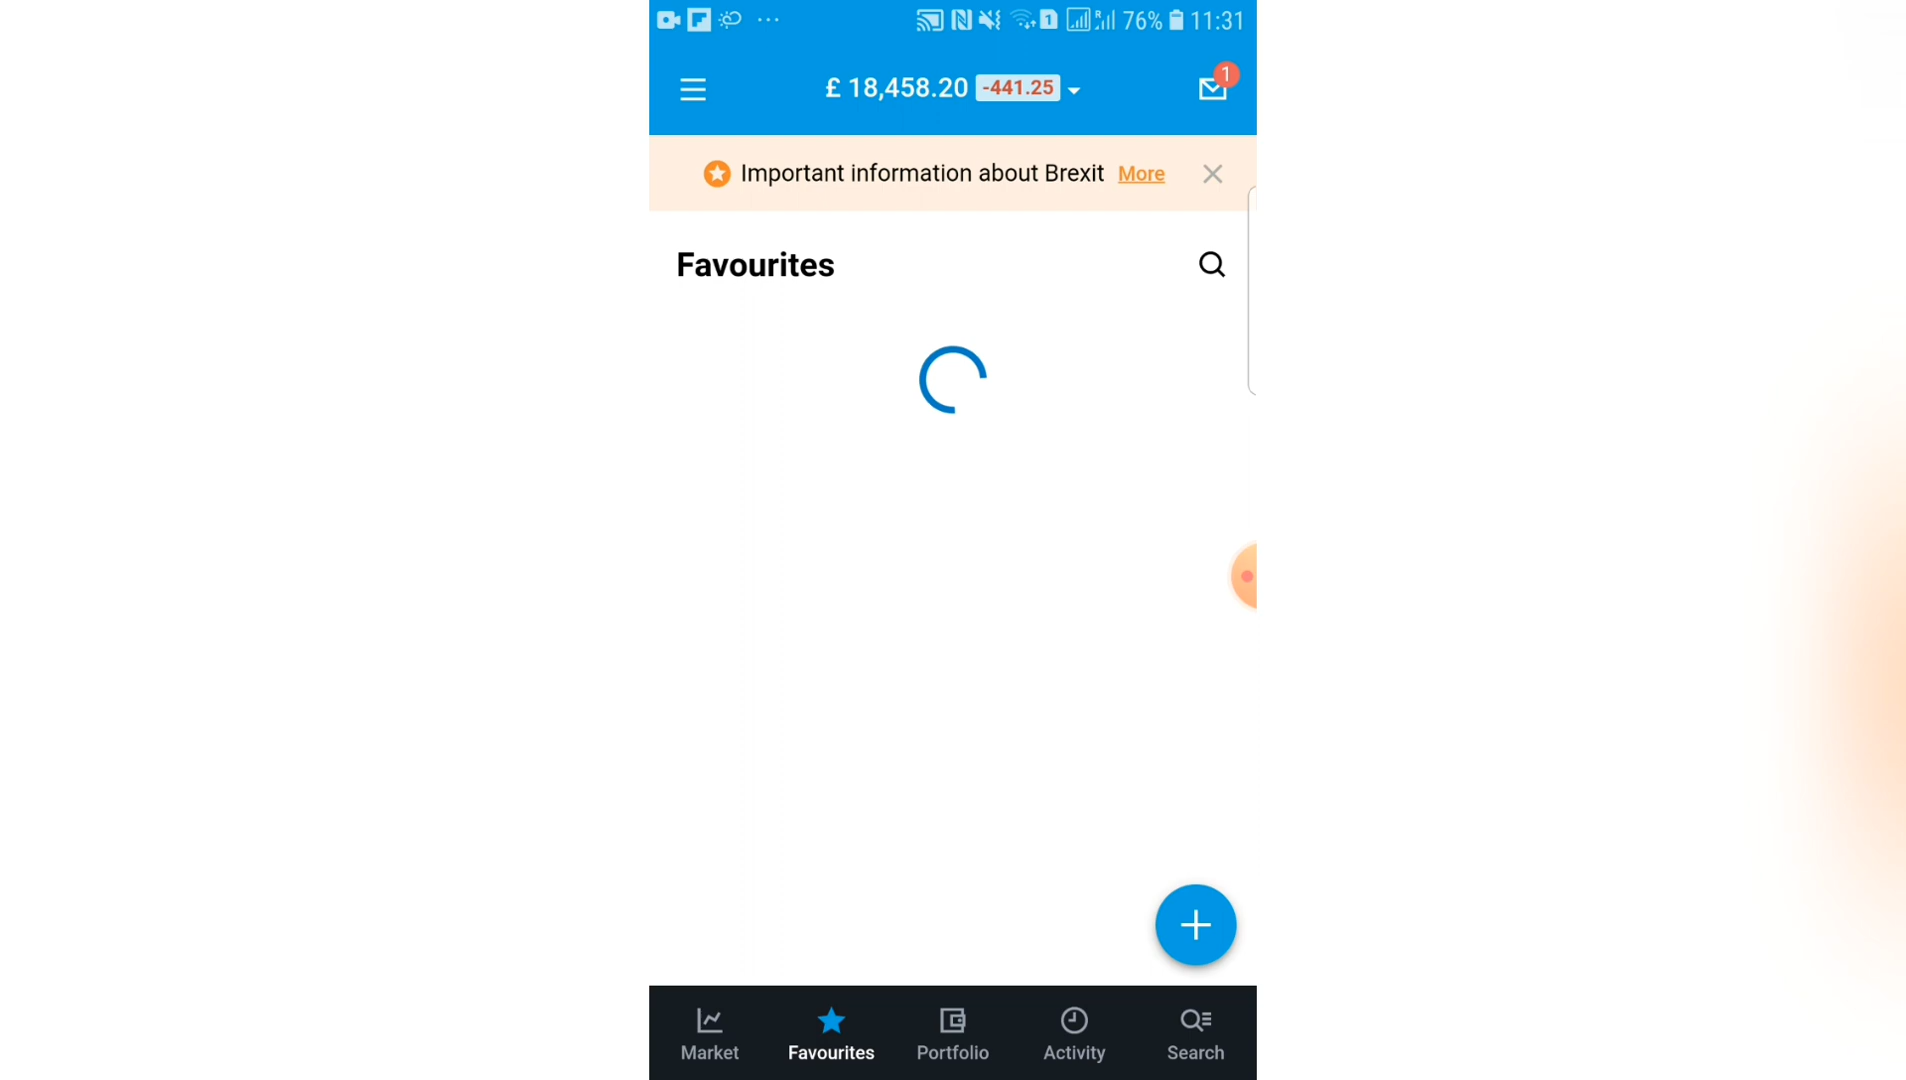 1 R 76% 11:31
£ 18,458.20 -441.25 1
Important information about Brexit More
Favourites
Market Favourites Portfolio Activity Search